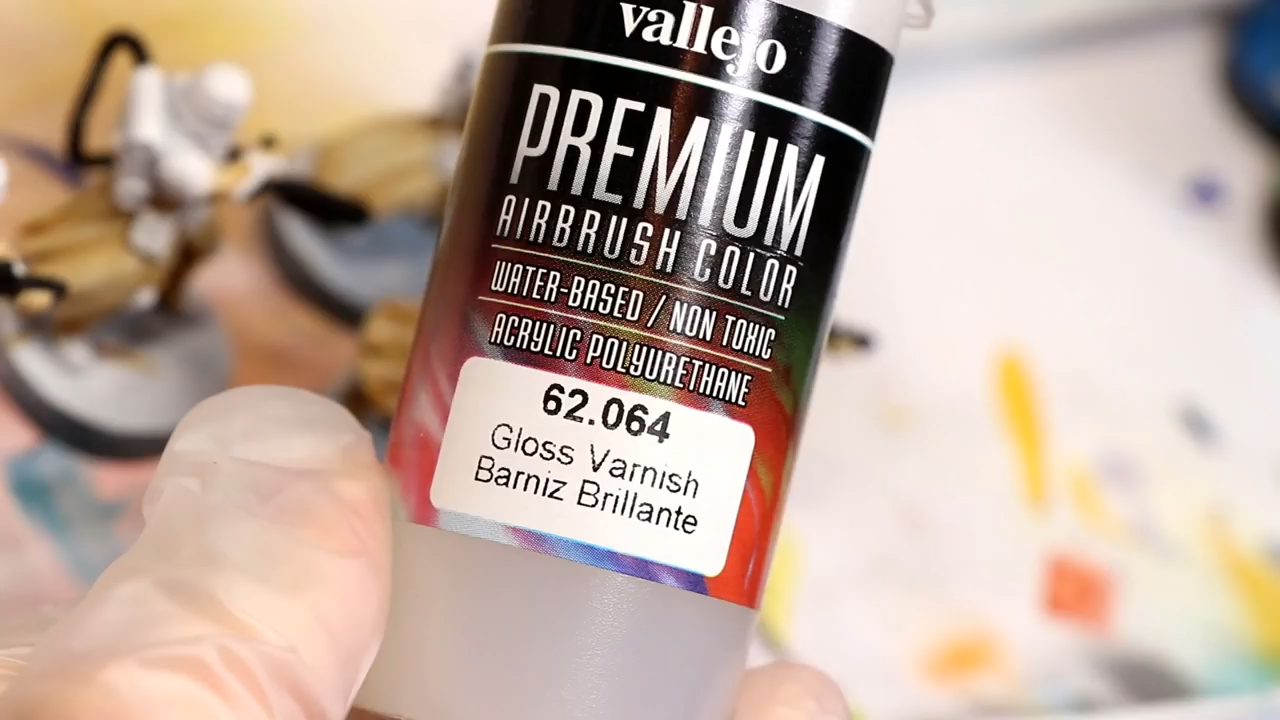 vallejo
PREMIUM
AIRBRUSH COLOR
WATER-BASED / NON TOXIC
ACRYLIC POLYURETHANE
62.064
Gloss Varnish
Barniz Brillante